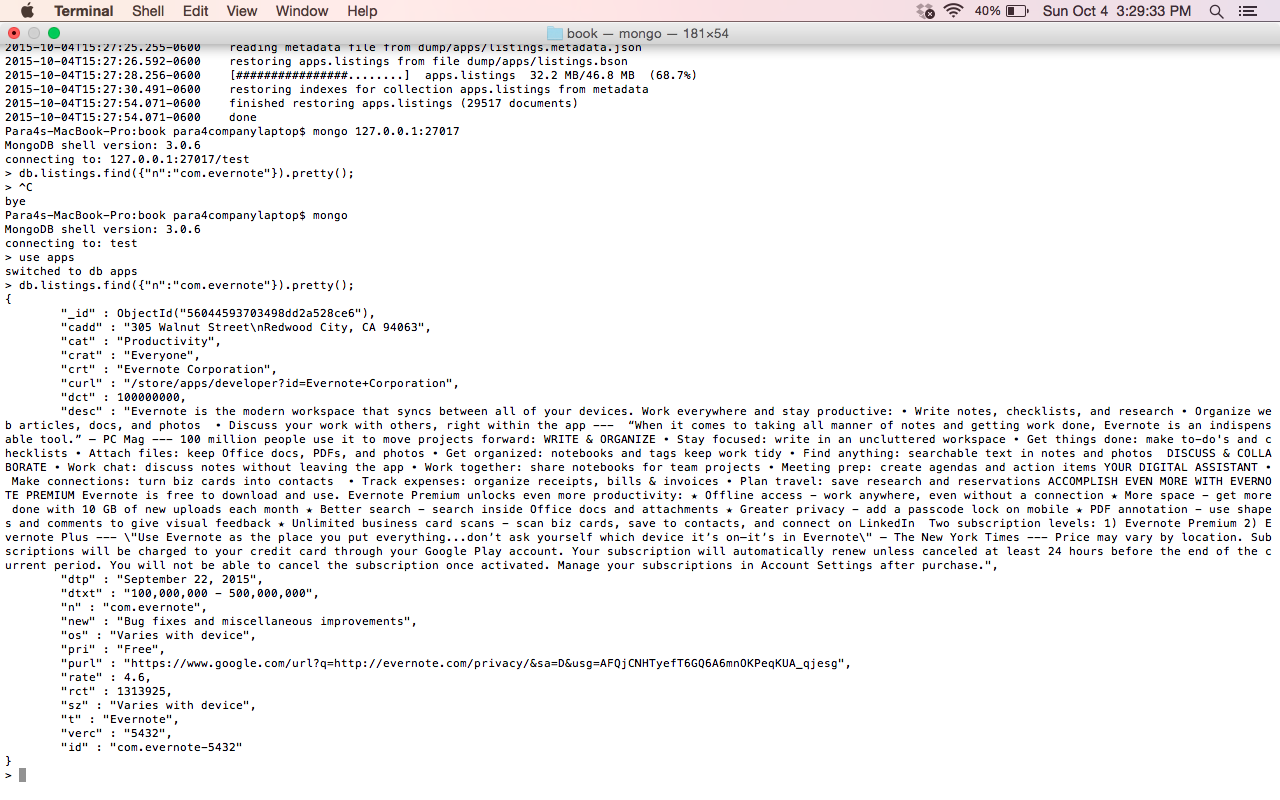 Terminal Shell Edit View Window Help 40% Sun Oct 4 3:29:33 PM
book — mongo — 181×54
2015-10-04T15:27:25.255-0600 reading metadata file from dump/apps/listings.metadata.json
2015-10-04T15:27:26.592-0600 restoring apps.listings from file dump/apps/listings.bson
2015-10-04T15:27:28.256-0600 [################........] apps.listings 32.2 MB/46.8 MB (68.7%)
2015-10-04T15:27:30.491-0600 restoring indexes for collection apps.listings from metadata
2015-10-04T15:27:54.071-0600 finished restoring apps.listings (29517 documents)
2015-10-04T15:27:54.071-0600 done
Para4s-MacBook-Pro:book para4companylaptop$ mongo 127.0.0.1:27017
MongoDB shell version: 3.0.6
connecting to: 127.0.0.1:27017/test
> db.listings.find({"n":"com.evernote"}).pretty();
> ^C
bye
Para4s-MacBook-Pro:book para4companylaptop$ mongo
MongoDB shell version: 3.0.6
connecting to: test
> use apps
switched to db apps
> db.listings.find({"n":"com.evernote"}).pretty();
{
"_id" : ObjectId("56044593703498dd2a528ce6"),
"cadd" : "305 Walnut Street\nRedwood City, CA 94063",
"cat" : "Productivity",
"crat" : "Everyone",
"crt" : "Evernote Corporation",
"curl" : "/store/apps/developer?id=Evernote+Corporation",
"dct" : 100000000,
"desc" : "Evernote is the modern workspace that syncs between all of your devices. Work everywhere and stay productive: • Write notes, checklists, and research • Organize we
b articles, docs, and photos  • Discuss your work with others, right within the app ---  “When it comes to taking all manner of notes and getting work done, Evernote is an indispens
able tool.” – PC Mag --- 100 million people use it to move projects forward: WRITE & ORGANIZE • Stay focused: write in an uncluttered workspace • Get things done: make to-do's and c
hecklists • Attach files: keep Office docs, PDFs, and photos • Get organized: notebooks and tags keep work tidy • Find anything: searchable text in notes and photos  DISCUSS & COLLA
BORATE • Work chat: discuss notes without leaving the app • Work together: share notebooks for team projects • Meeting prep: create agendas and action items YOUR DIGITAL ASSISTANT •
Make connections: turn biz cards into contacts  • Track expenses: organize receipts, bills & invoices • Plan travel: save research and reservations ACCOMPLISH EVEN MORE WITH EVERNO
TE PREMIUM Evernote is free to download and use. Evernote Premium unlocks even more productivity: ★ Offline access – work anywhere, even without a connection ★ More space – get more
done with 10 GB of new uploads each month ★ Better search – search inside Office docs and attachments ★ Greater privacy – add a passcode lock on mobile ★ PDF annotation – use shape
s and comments to give visual feedback ★ Unlimited business card scans – scan biz cards, save to contacts, and connect on LinkedIn  Two subscription levels: 1) Evernote Premium 2) E
vernote Plus --- \"Use Evernote as the place you put everything...don’t ask yourself which device it’s on—it’s in Evernote\" – The New York Times --- Price may vary by location. Sub
scriptions will be charged to your credit card through your Google Play account. Your subscription will automatically renew unless canceled at least 24 hours before the end of the c
urrent period. You will not be able to cancel the subscription once activated. Manage your subscriptions in Account Settings after purchase.",
"dtp" : "September 22, 2015",
"dtxt" : "100,000,000 - 500,000,000",
"n" : "com.evernote",
"new" : "Bug fixes and miscellaneous improvements",
"os" : "Varies with device",
"pri" : "Free",
"purl" : "https://www.google.com/url?q=http://evernote.com/privacy/&sa=D&usg=AFQjCNHTyefT6GQ6A6mnOKPeqKUA_qjesg",
"rate" : 4.6,
"rct" : 1313925,
"sz" : "Varies with device",
"t" : "Evernote",
"verc" : "5432",
"id" : "com.evernote-5432"
}
>